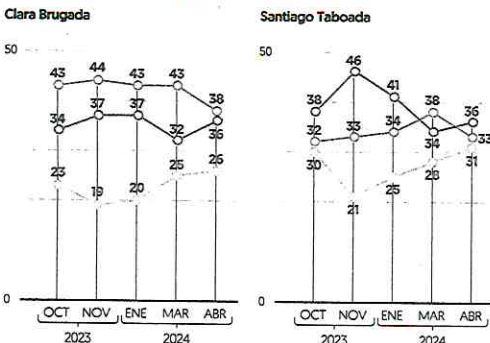 Clara Brugada
50
43 44 43 43 38
34 37 37 32 36
23 19 20 25 26
0
OCT NOV ENE MAR ABR
2023 2024
Santiago Taboada
50
38 46 41 34 36
32 33 34 38 33
30 21 25 28 31
0
OCT NOV ENE MAR ABR
2023 2024